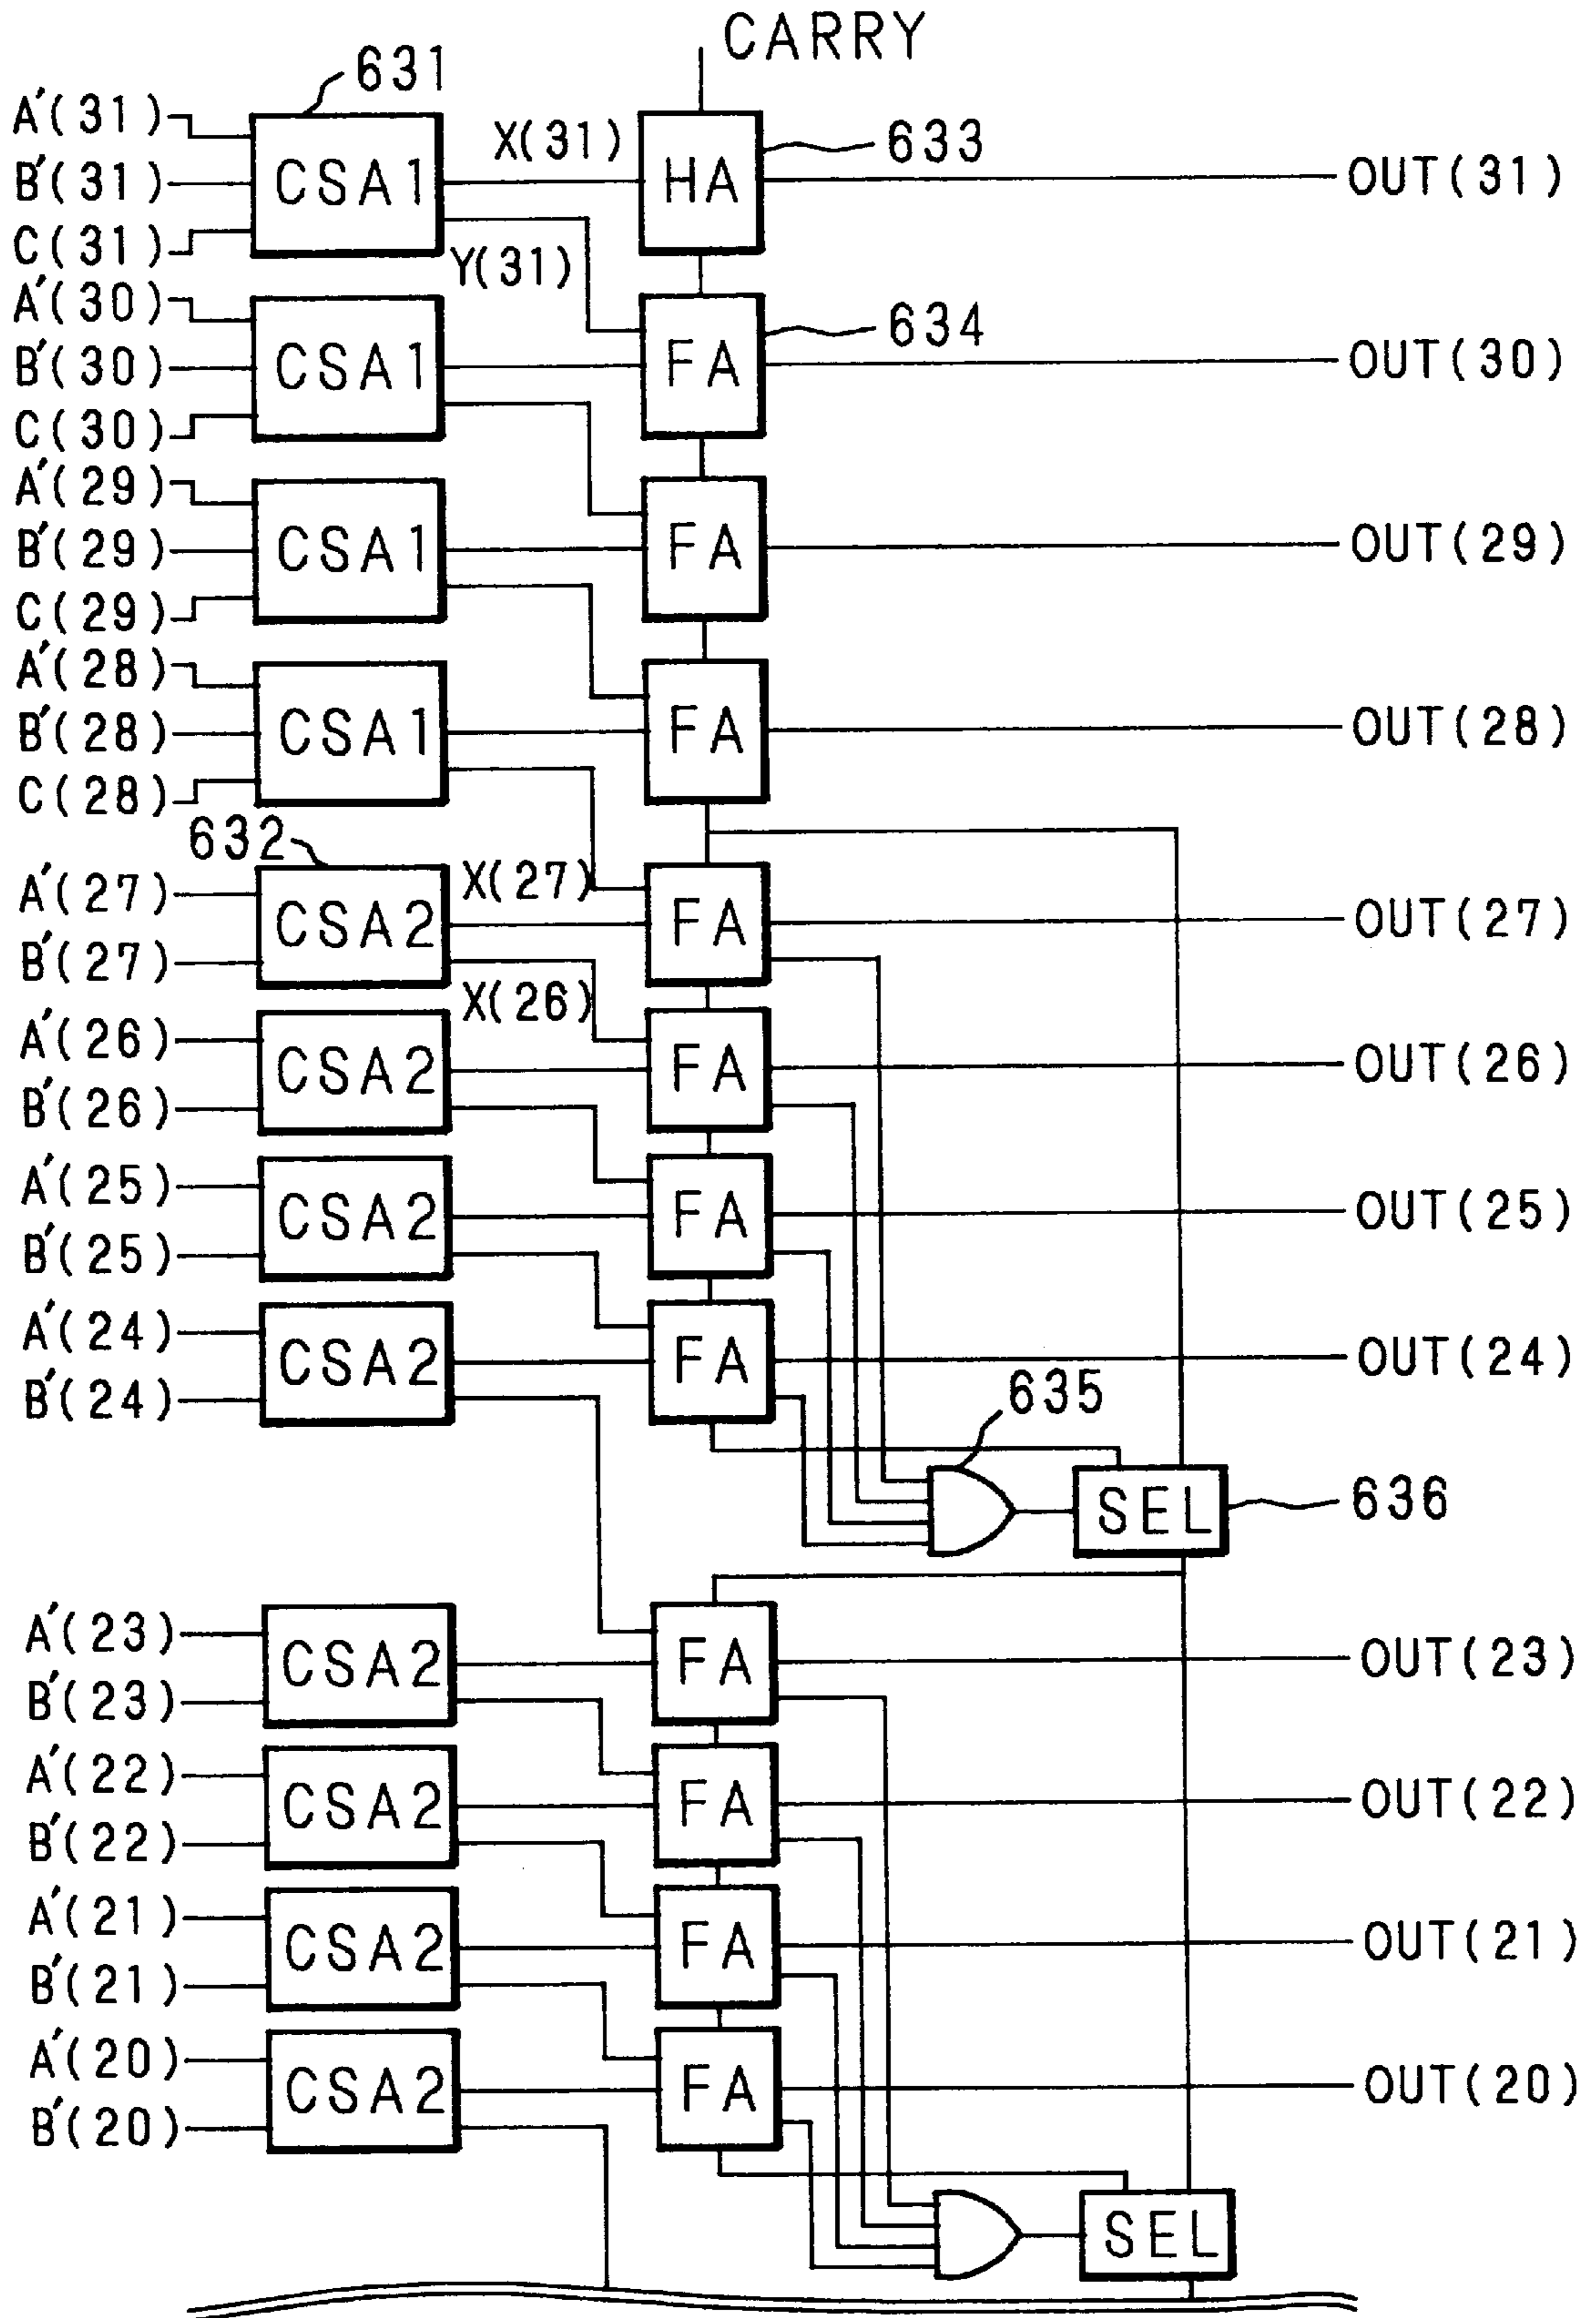 CARRY
631
A'(31)
B'(31)
C(31)
CSA1
X(31)
Y(31)
HA
633
OUT(31)
A'(30)
B'(30)
C(30)
CSA1
FA
634
OUT(30)
A'(29)
B'(29)
C(29)
CSA1
FA
OUT(29)
A'(28)
B'(28)
C(28)
CSA1
FA
OUT(28)
632
A'(27)
B'(27)
CSA2
X(27)
X(26)
FA
OUT(27)
A'(26)
B'(26)
CSA2
FA
OUT(26)
A'(25)
B'(25)
CSA2
FA
OUT(25)
A'(24)
B'(24)
CSA2
FA
OUT(24)
635
SEL
636
A'(23)
B'(23)
CSA2
FA
OUT(23)
A'(22)
B'(22)
CSA2
FA
OUT(22)
A'(21)
B'(21)
CSA2
FA
OUT(21)
A'(20)
B'(20)
CSA2
FA
OUT(20)
SEL